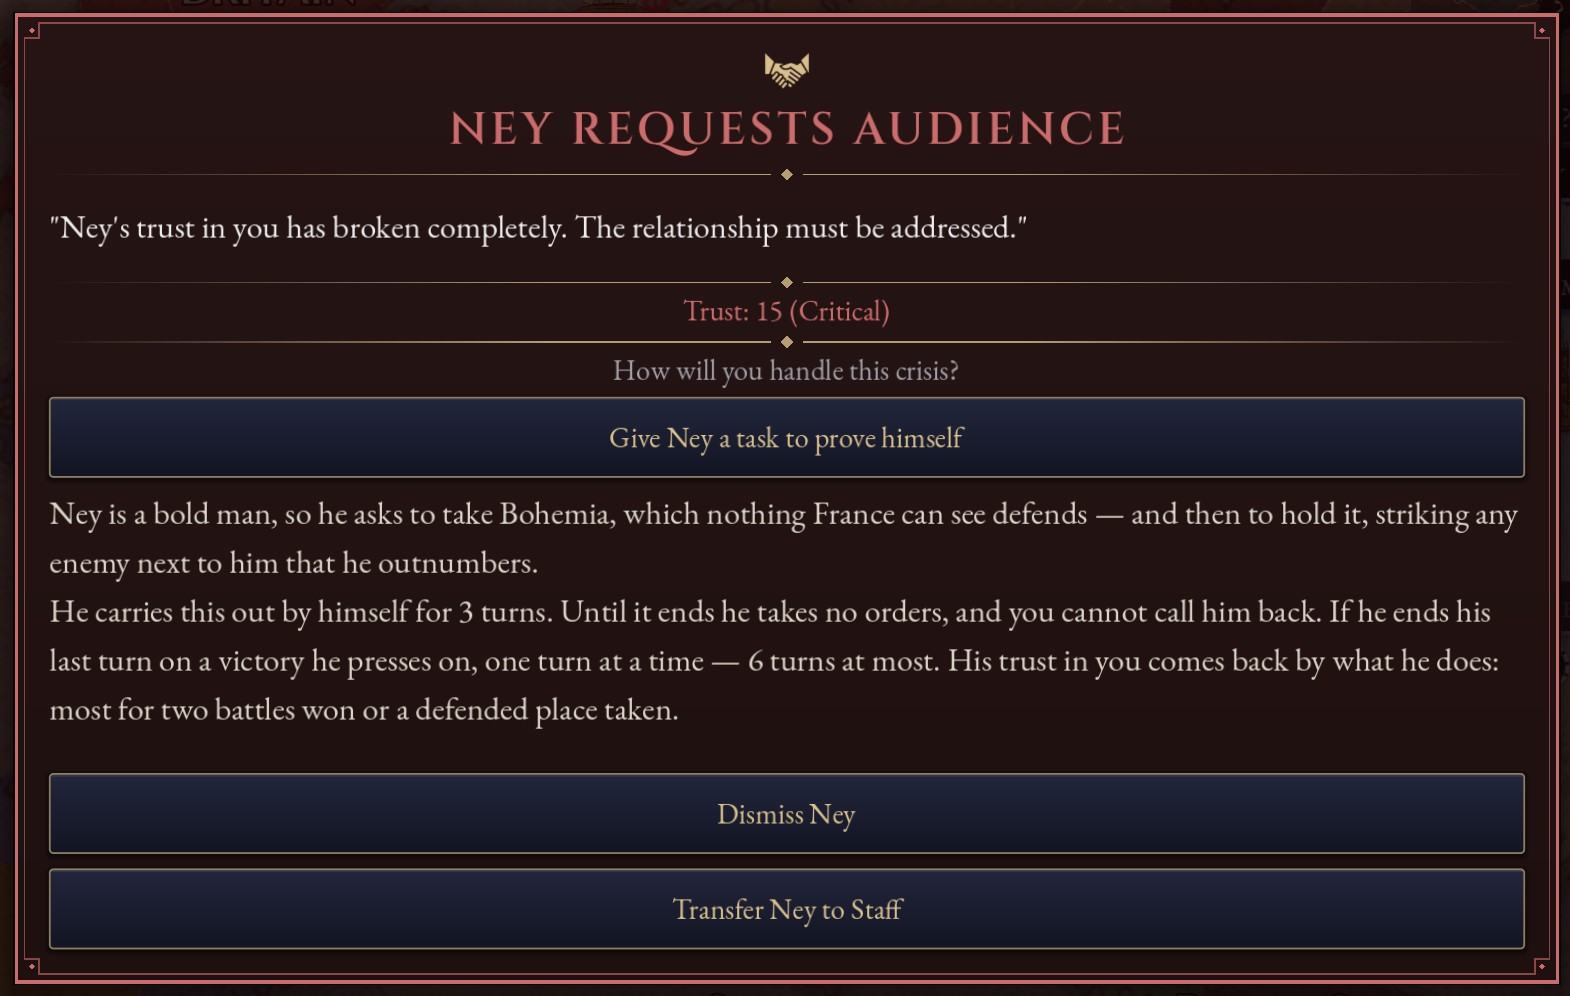 NEY REQUESTS AUDIENCE
"Ney's trust in you has broken completely. The relationship must be addressed."
Trust: 15 (Critical)
How will you handle this crisis?
Give Ney a task to prove himself
Ney is a bold man, so he asks to take Bohemia, which nothing France can see defends — and then to hold it, striking any
enemy next to him that he outnumbers.
He carries this out by himself for 3 turns. Until it ends he takes no orders, and you cannot call him back. If he ends his
last turn on a victory he presses on, one turn at a time — 6 turns at most. His trust in you comes back by what he does:
most for two battles won or a defended place taken.
Dismiss Ney
Transfer Ney to Staff